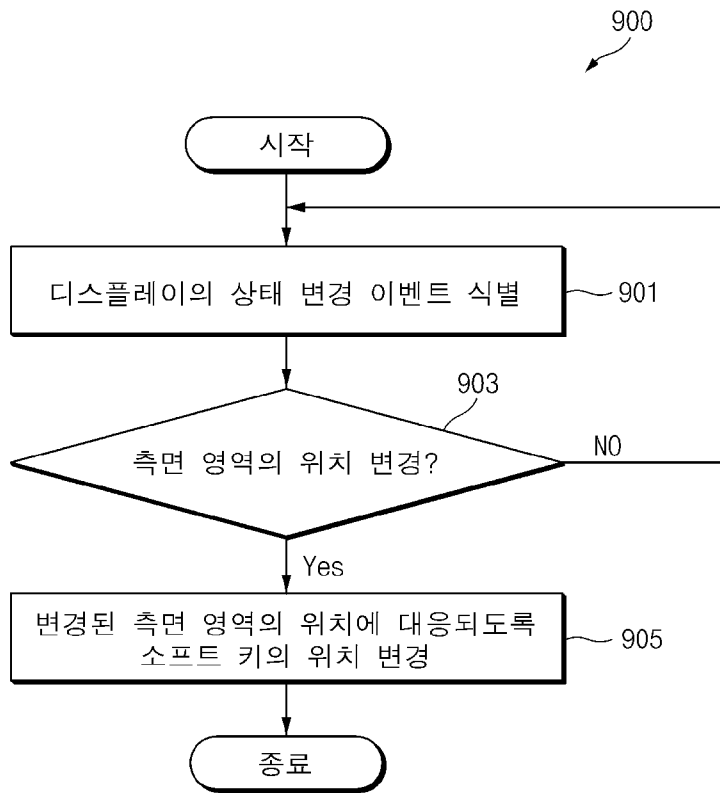 900
시작
디스플레이의 상태 변경 이벤트 식별
901
903
측면 영역의 위치 변경?
NO
Yes
변경된 측면 영역의 위치에 대응되도록
소프트 키의 위치 변경
905
종료